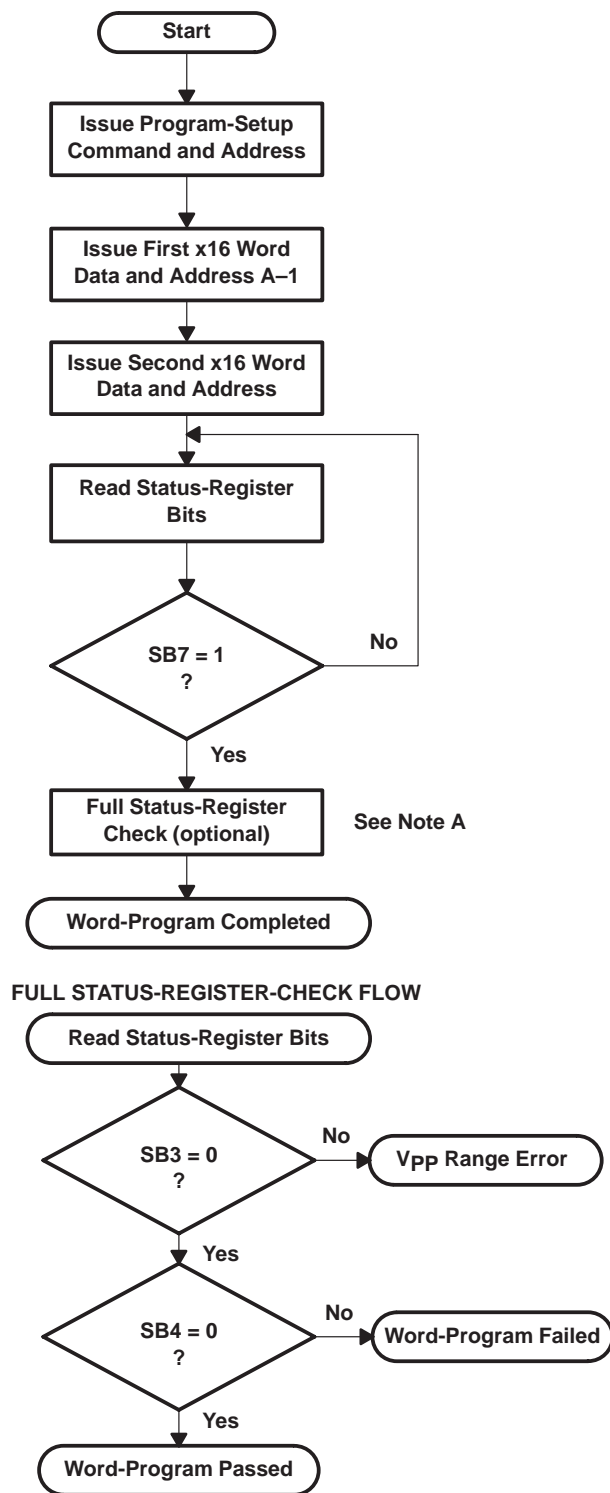 Start
Issue Program-Setup
Command and Address
Issue First x16 Word
Data and Address A–1
Issue Second x16 Word
Data and Address
Read Status-Register
Bits
SB7 = 1
?
No
Yes
Full Status-Register
Check (optional)
See Note A
Word-Program Completed
FULL STATUS-REGISTER-CHECK FLOW
Read Status-Register Bits
SB3 = 0
?
No
VPP Range Error
Yes
SB4 = 0
?
No
Word-Program Failed
Yes
Word-Program Passed